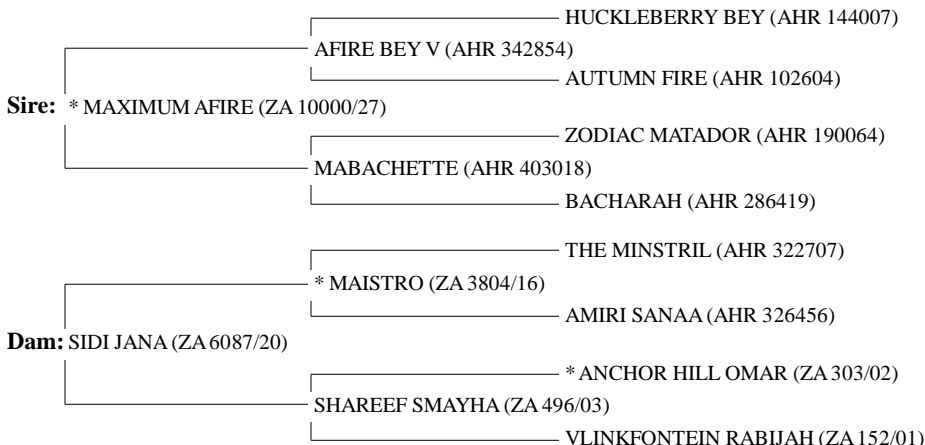 HUCKLEBERRY BEY (AHR 144007)
AFIRE BEY V (AHR 342854)
AUTUMN FIRE (AHR 102604)
Sire: * MAXIMUM AFIRE (ZA 10000/27)
ZODIAC MATADOR (AHR 190064)
MABACHETTE (AHR 403018)
BACHARAH (AHR 286419)
THE MINSTRIL (AHR 322707)
* MAISTRO (ZA 3804/16)
AMIRI SANAA (AHR 326456)
Dam: SIDI JANA (ZA 6087/20)
* ANCHOR HILL OMAR (ZA 303/02)
SHAREEF SMAYHA (ZA 496/03)
VLINKFONTEIN RABIJAH (ZA 152/01)